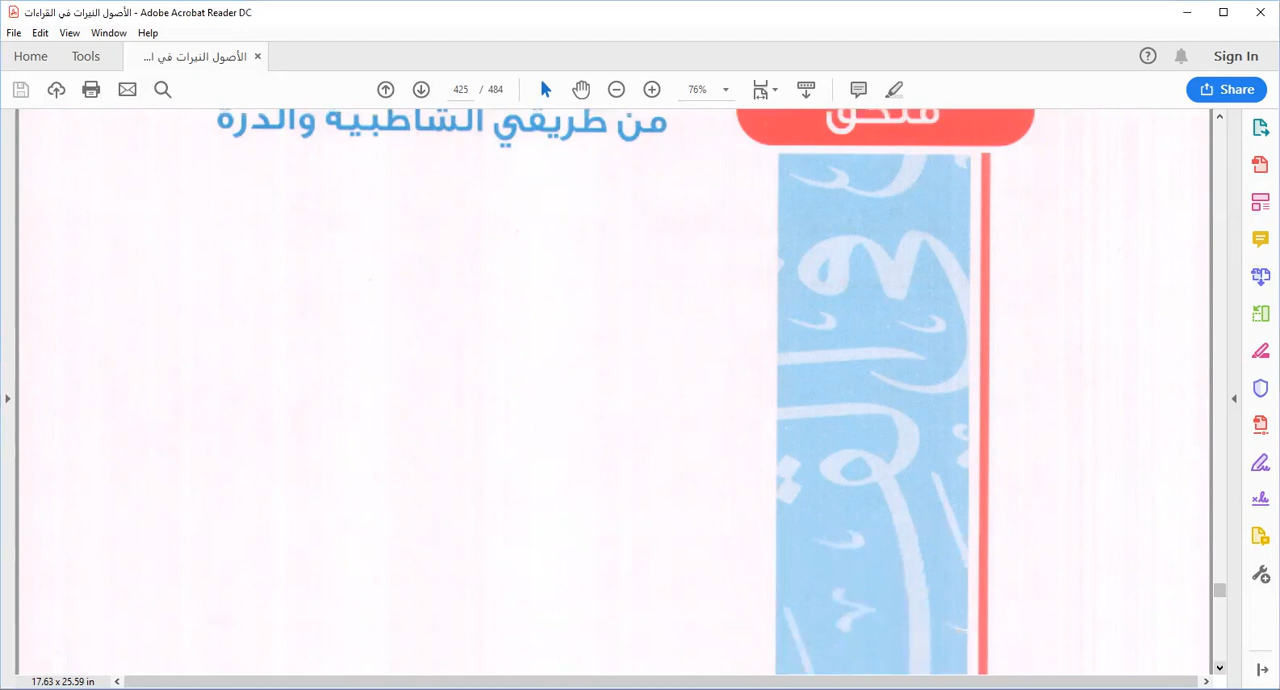 الأصول النيرات في القراءات - Adobe Acrobat Reader DC
File Edit View Window Help
Home Tools الأصول النيرات في ا... × Sign In
425 / 484 76% Share
ملحق
من طريقي الشاطبية والدرة
17.63 x 25.59 in